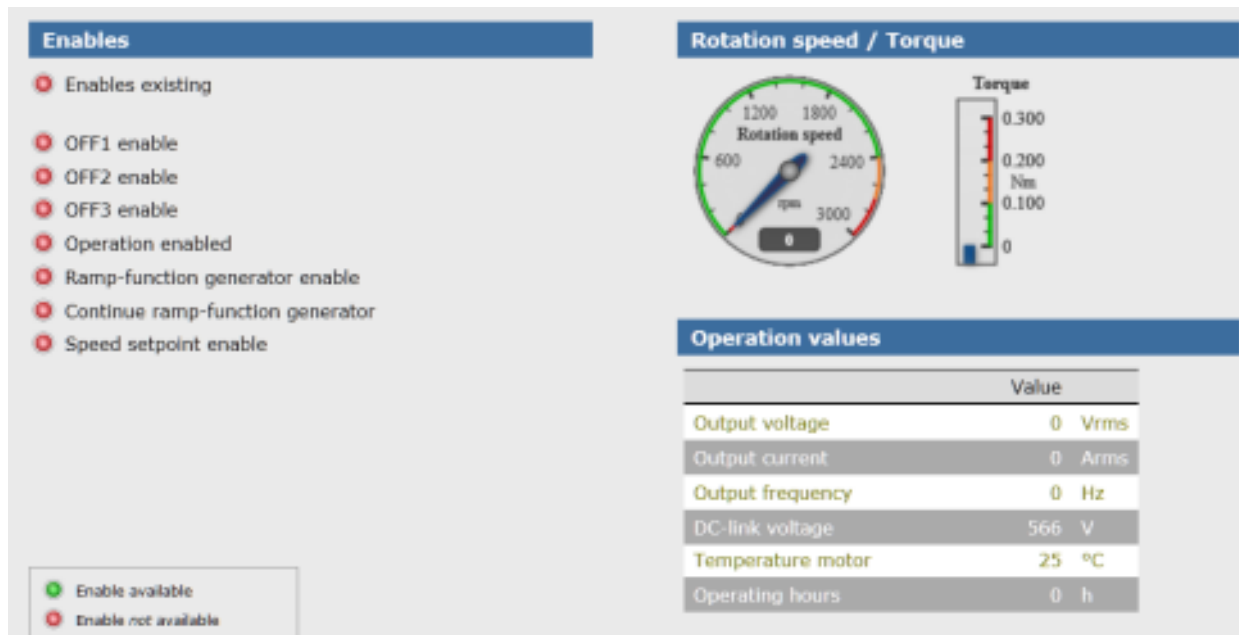 Enables
Enables existing
OFF1 enable
OFF2 enable
OFF3 enable
Operation enabled
Ramp-function generator enable
Continue ramp-function generator
Speed setpoint enable
Enable available
Enable not available
Rotation speed / Torque
1200 1800
Rotation speed
600 2400
rpm
3000
0
Torque
0.300
0.200
Nm
0.100
0
Operation values
Value
Output voltage 0 Vrms
Output current 0 Arms
Output frequency 0 Hz
DC-link voltage 566 V
Temperature motor 25 °C
Operating hours 0 h